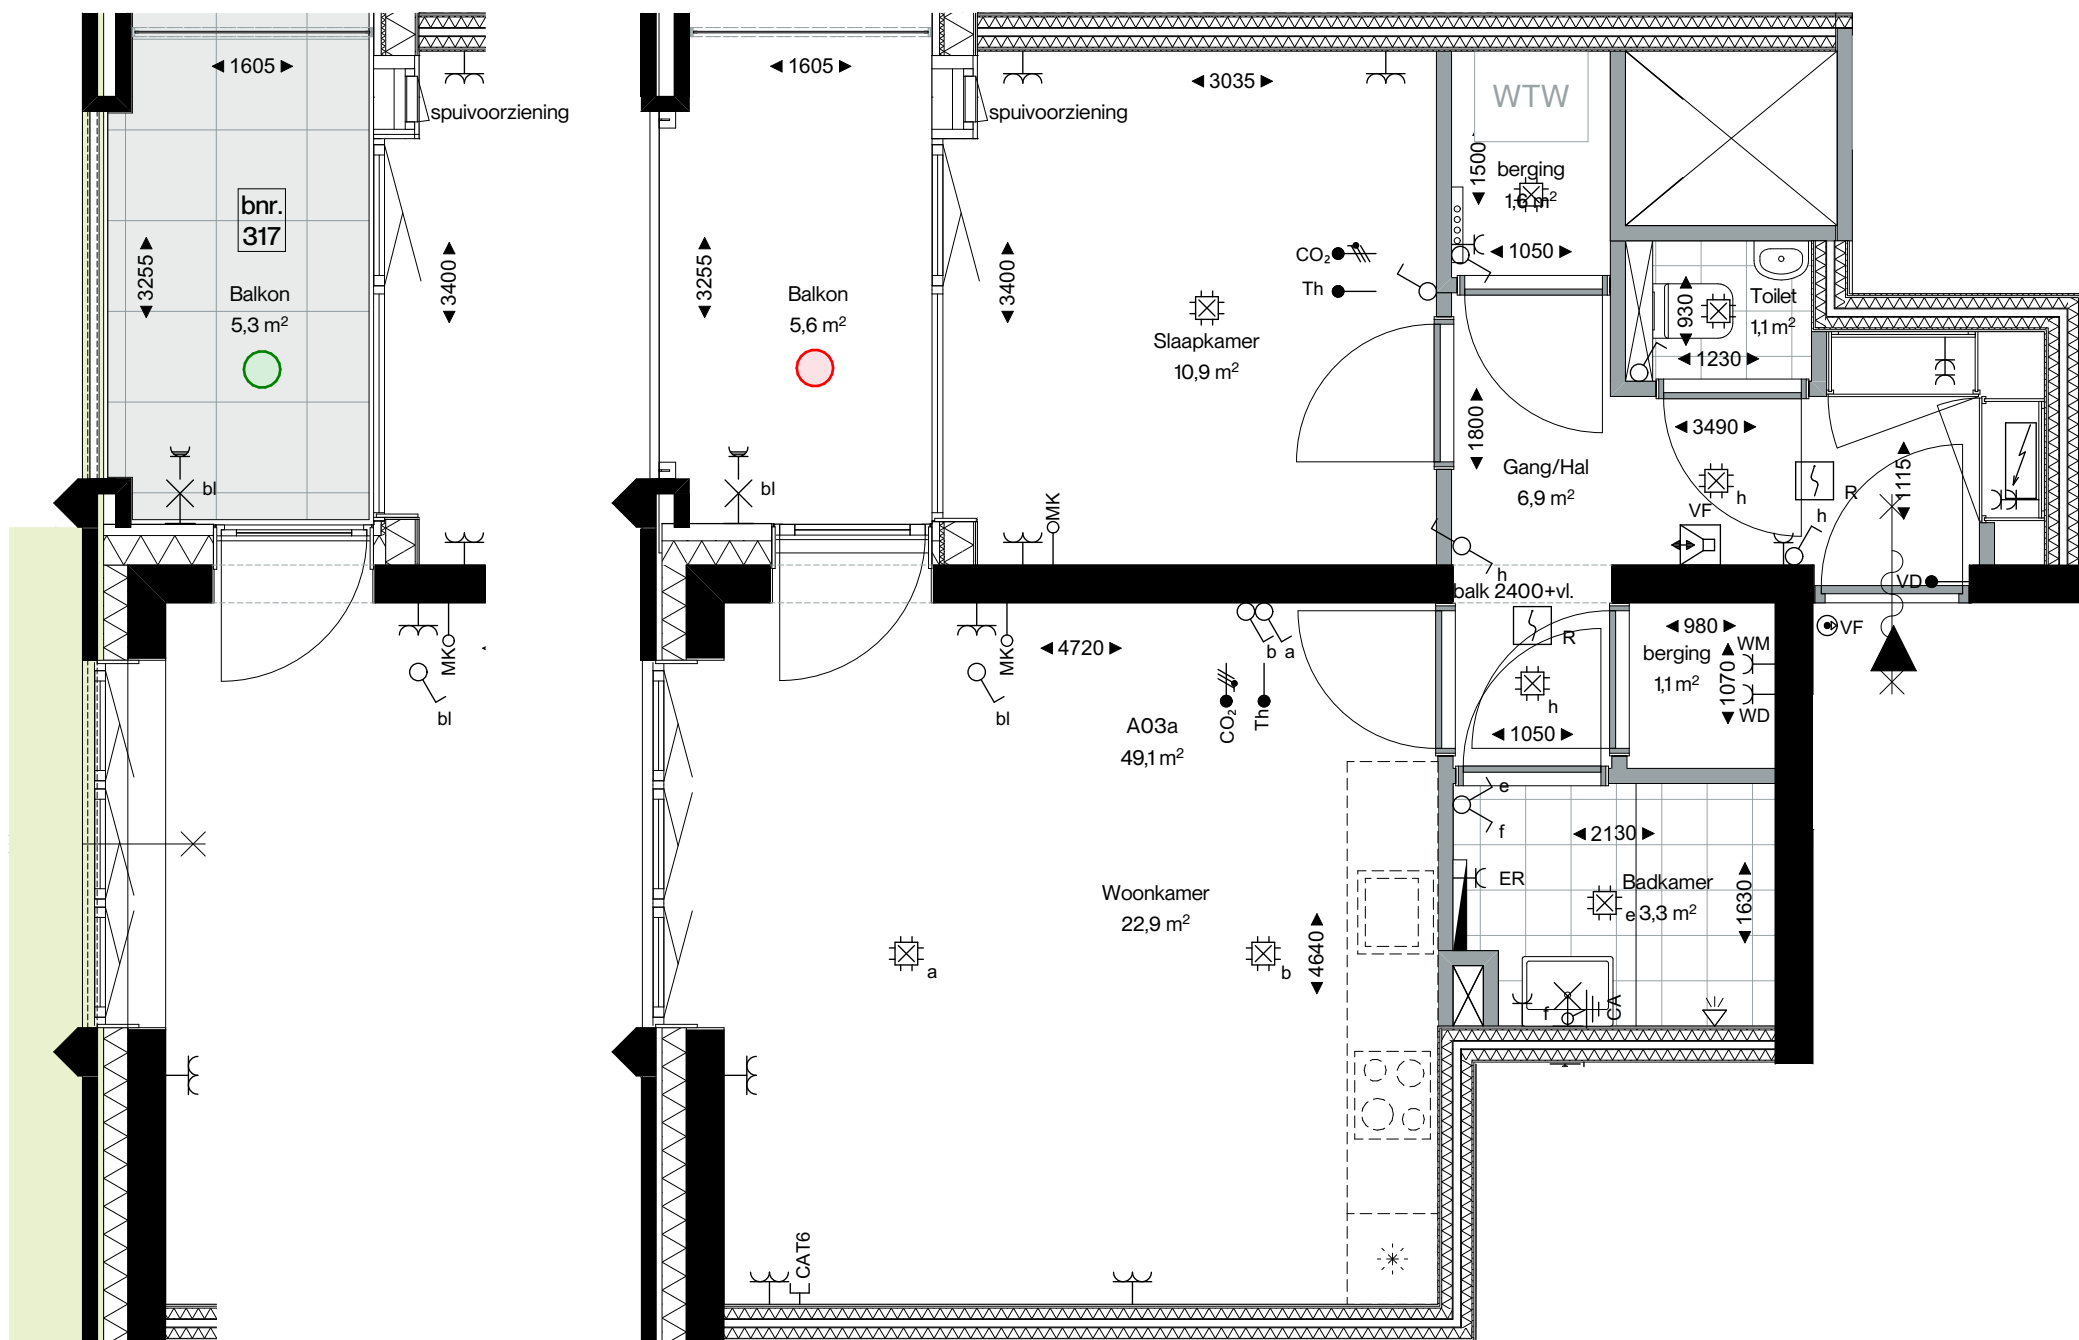 1605
spuivoorziening
bnr.
317
3255
3400
Balkon
5,3 m²
bl
MK
bl
1605
spuivoorziening
3255
3400
Balkon
5,6 m²
bl
MK
bl
3035
CO₂
Th
Slaapkamer
10,9 m²
MK
WTW
1500
berging
1,6 m²
1050
930
Toilet
1,1 m²
1230
1800
3490
Gang/Hal
6,9 m²
h
R
1115
VF
h
h
balk 2400+vl.
VD
VF
4720
b a
CO₂
Th
A03a
49,1 m²
R
h
1050
980
berging
1,1 m²
1070
WM
WD
e
f
2130
ER
Badkamer
e 3,3 m²
1630
f
CA
Woonkamer
22,9 m²
4640
a
b
CAT6